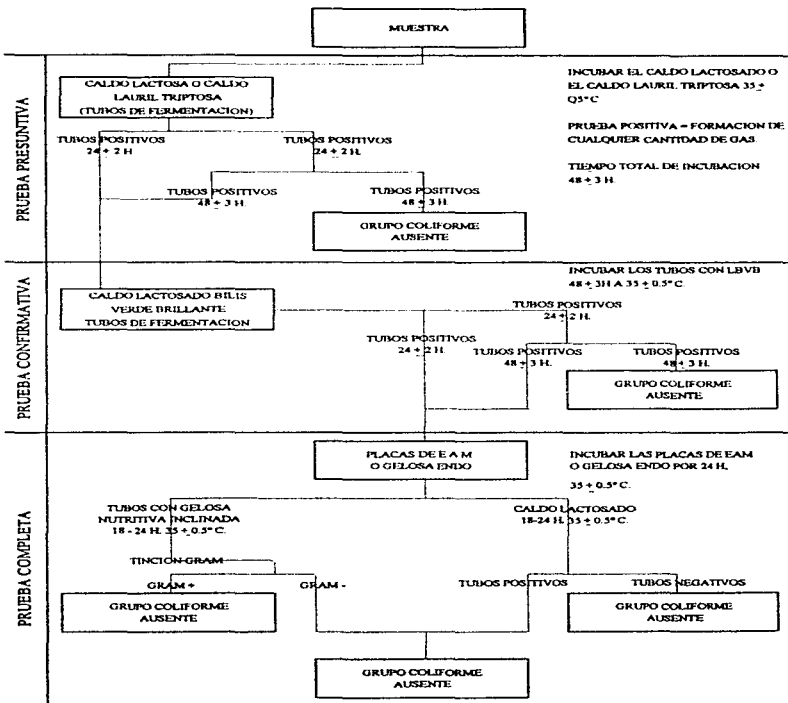 MUESTRA
PRUEBA PRESUNTIVA
CALDO LACTOSA O CALDO
LAURIL TRIPTOSA
(TUBOS DE FERMENTACION)
INCUBAR EL CALDO LACTOSADO O
EL CALDO LAURIL TRIPTOSA 35 ±
Q5° C
PRUEBA POSITIVA = FORMACION DE
CUALQUIER CANTIDAD DE GAS.
TIEMPO TOTAL DE INCUBACION
48 ± 3 H.
TUBOS POSITIVOS
24 ± 2 H
TUBOS POSITIVOS
24 ± 2 H.
TUBOS POSITIVOS
48 ± 3 H.
TUBOS POSITIVOS
48 ± 3 H.
GRUPO COLIFORME
AUSENTE
PRUEBA CONFIRMATIVA
CALDO LACTOSADO BILIS
VERDE BRILLANTE
TUBOS DE FERMENTACION
INCUBAR LOS TUBOS CON LBVB
48 ± 3H A 35 ± 0.5° C.
TUBOS POSITIVOS
24 ± 2 H.
TUBOS POSITIVOS
24 ± 2 H.
TUBOS POSITIVOS
48 ± 3 H.
TUBOS POSITIVOS
48 ± 3 H.
GRUPO COLIFORME
AUSENTE
PRUEBA COMPLETA
PLACAS DE E A M
O GELOSA ENDO
INCUBAR LAS PLACAS DE EAM
O GELOSA ENDO POR 24 H,
35 ± 0.5° C.
TUBOS CON GELOSA
NUTRITIVA INCLINADA
18 - 24 H. 35 ± 0.5° C.
CALDO LACTOSADO
18-24 H. 35 ± 0.5° C.
TINCION GRAM
GRAM +
GRAM -
TUBOS POSITIVOS
TUBOS NEGATIVOS
GRUPO COLIFORME
AUSENTE
GRUPO COLIFORME
AUSENTE
GRUPO COLIFORME
AUSENTE